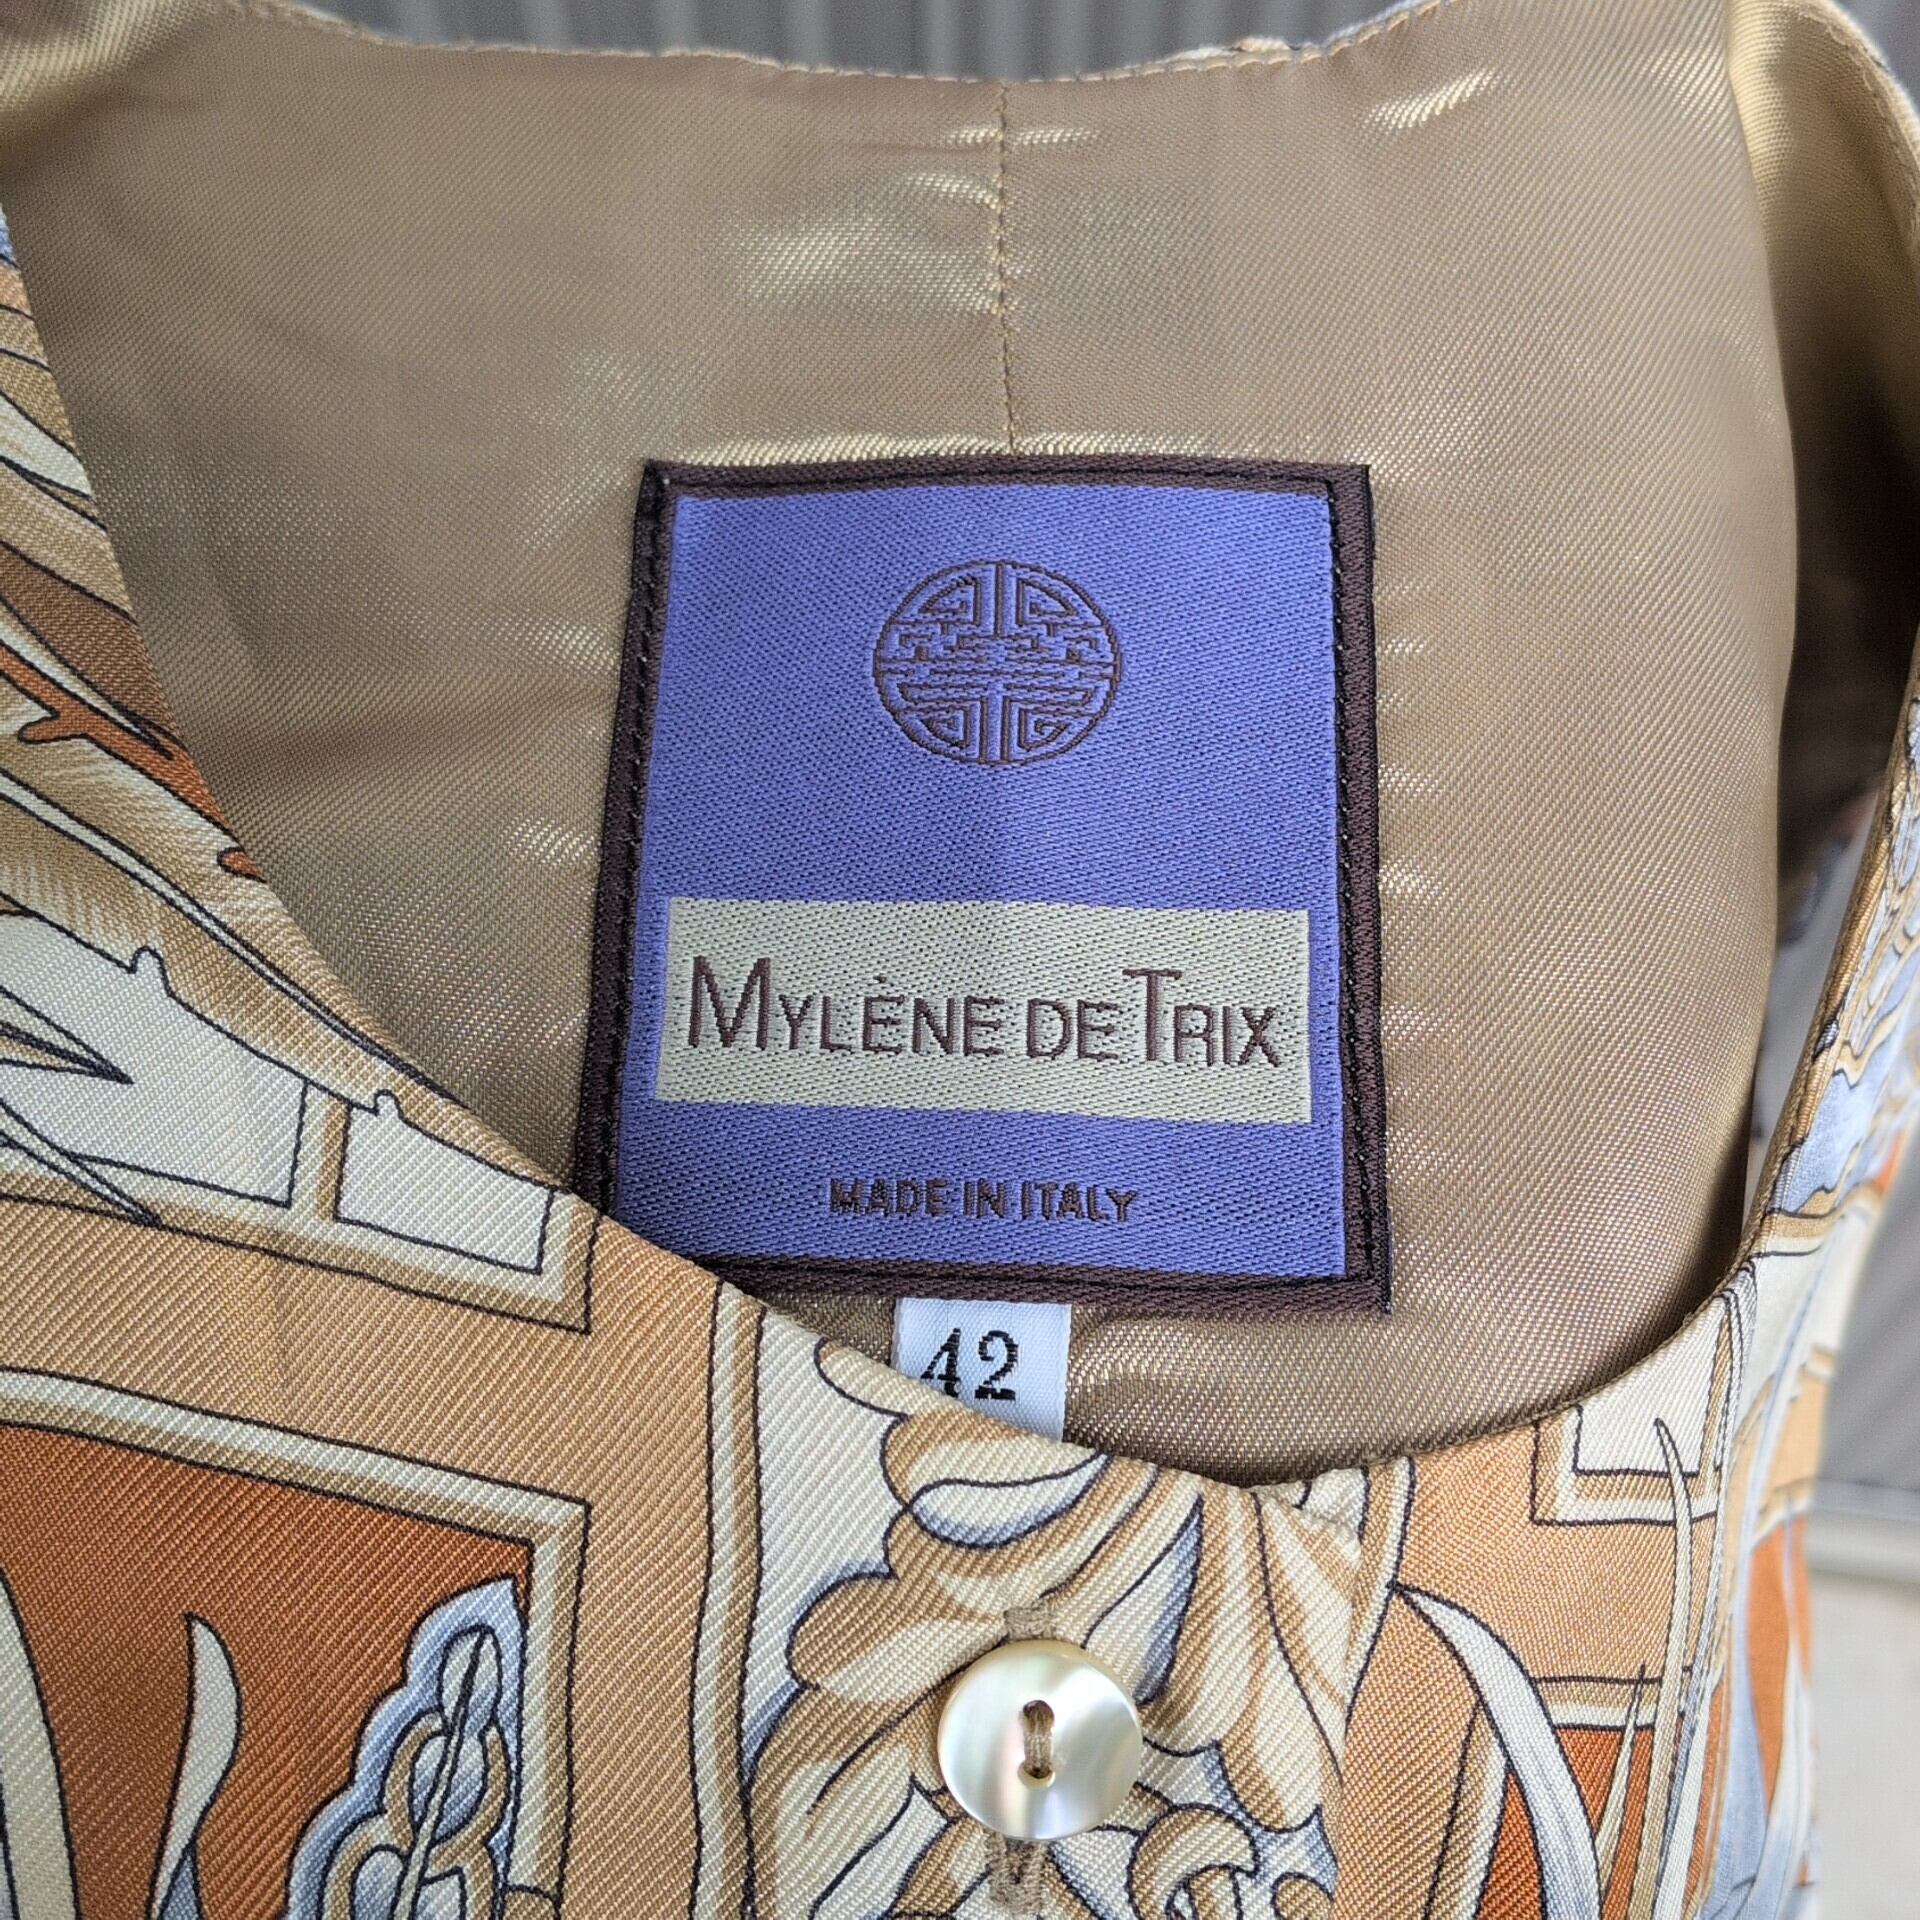 MYLÈNE DE TRIX
MADE IN ITALY
42